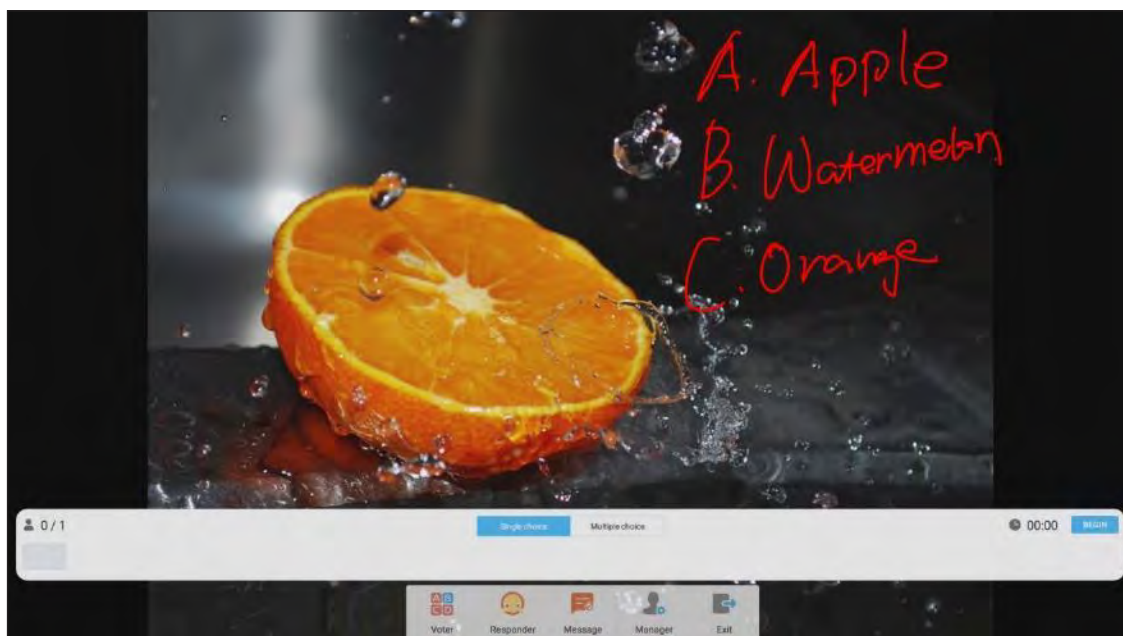 A. Apple
B. Watermelon
C. Orange
0 / 1
Single choice
Multiple choice
00:00
BEGIN
Voter
Responder
Message
Manager
Exit